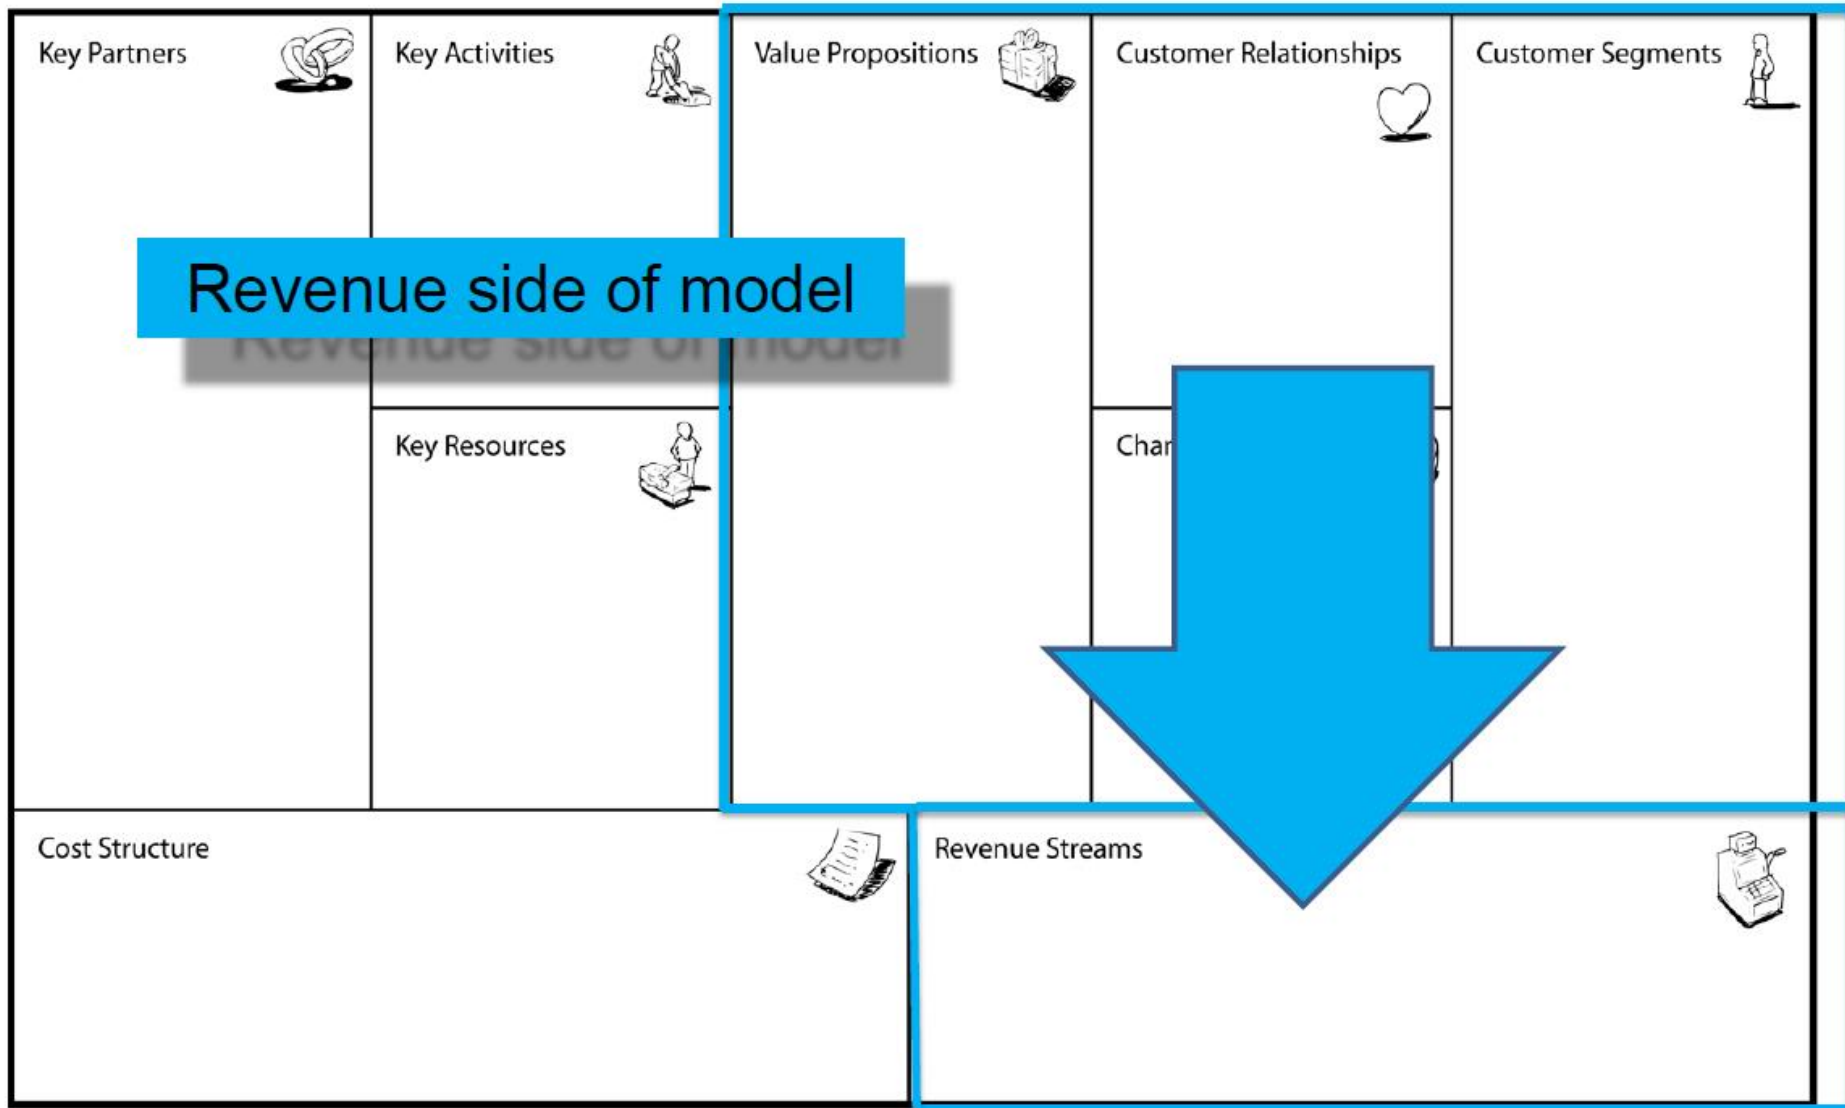 Key Partners
Key Activities
Value Propositions
Customer Relationships
Customer Segments
Revenue side of model
Key Resources
Cost Structure
Revenue Streams